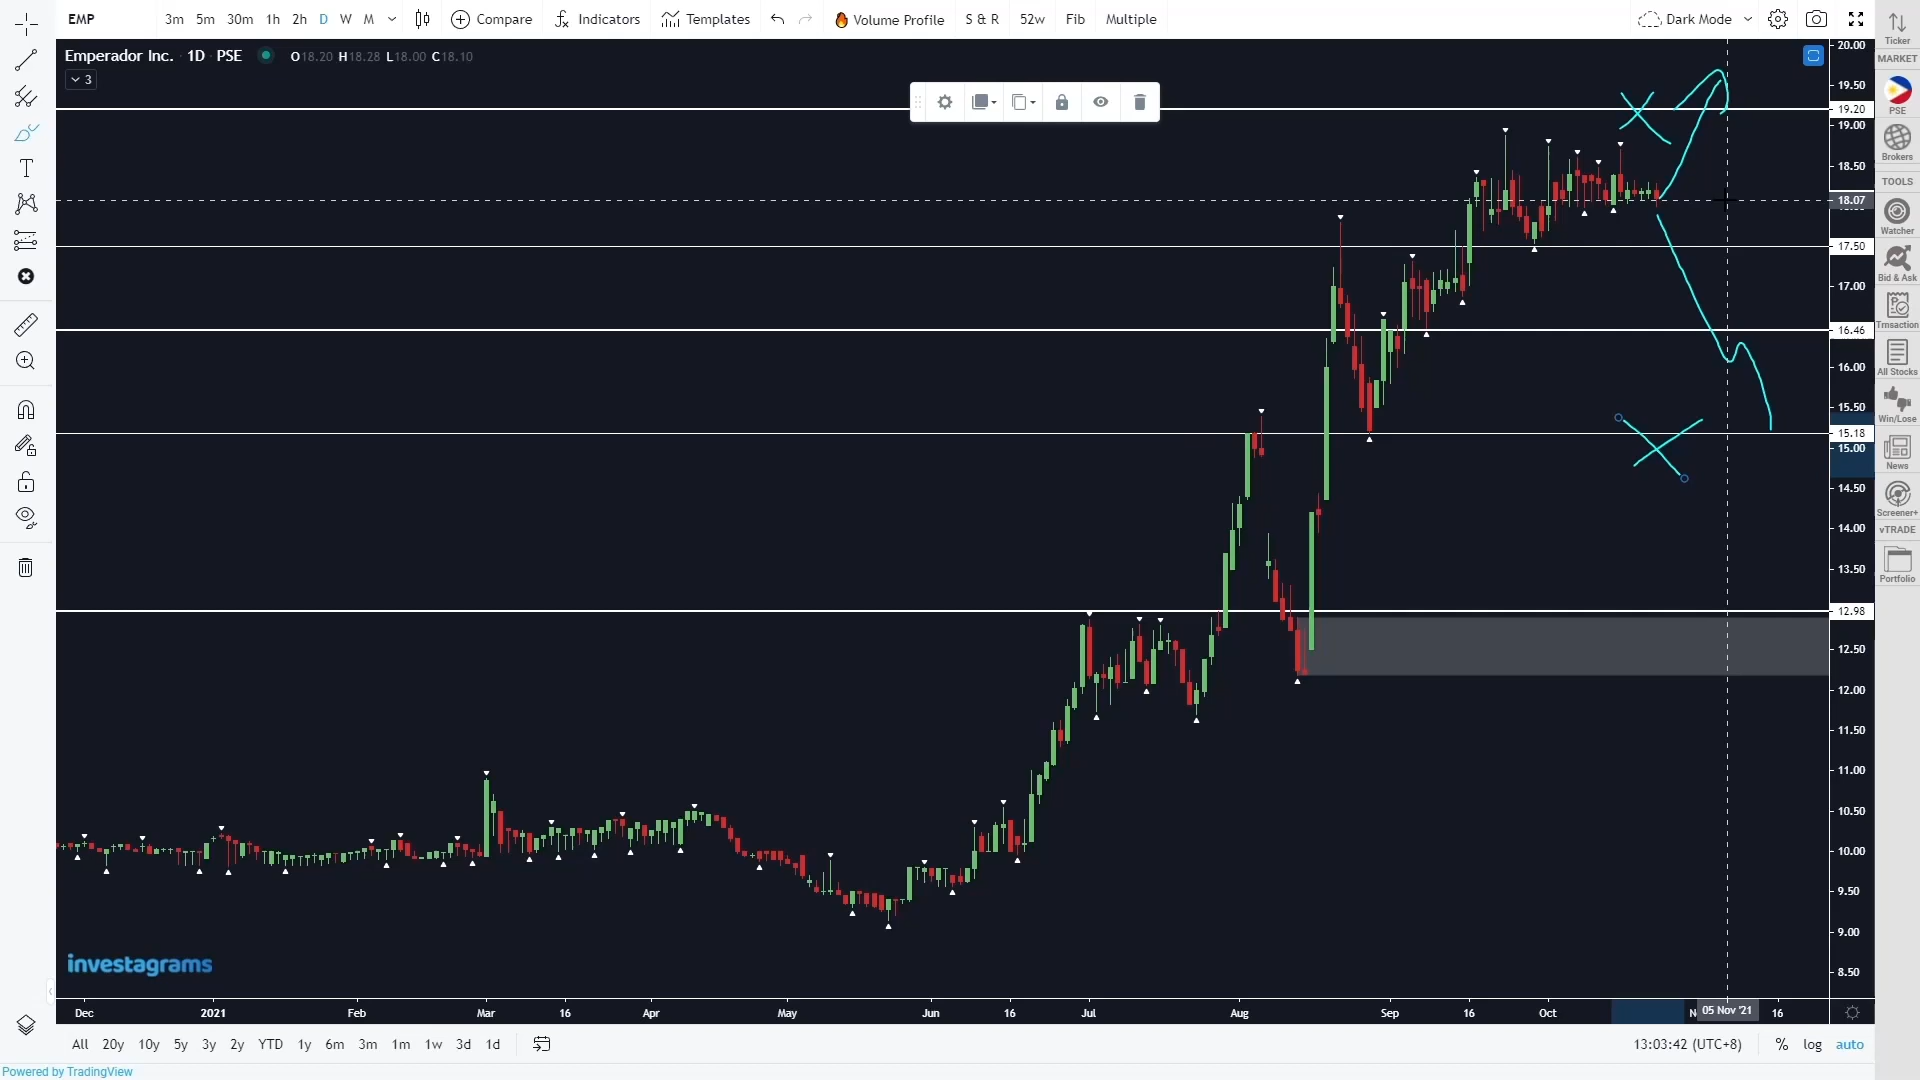 EMP 3m 5m 30m 1h 2h D W M Compare Indicators Templates Volume Profile S & R 52w Fib Multiple Dark Mode
Emperador Inc. 1D PSE O18.20 H18.28 L18.00 C18.10
3
20.00
19.50
19.20
19.00
18.50
18.07
17.50
17.00
16.46
16.00
15.50
15.18
15.00
14.50
14.00
13.50
12.98
12.50
12.00
11.50
11.00
10.50
10.00
9.50
9.00
8.50
Ticker
MARKET
PSE
Brokers
TOOLS
Watcher
Bid & Ask
Trnsaction
All Stocks
Win/Lose
News
Screener+
vTRADE
Portfolio
investagrams
Dec 2021 Feb Mar 16 Apr May Jun 16 Jul Aug Sep 16 Oct 05 Nov '21 16
All 20y 10y 5y 3y 2y YTD 1y 6m 3m 1m 1w 3d 1d 13:03:42 (UTC+8) % log auto
Powered by TradingView